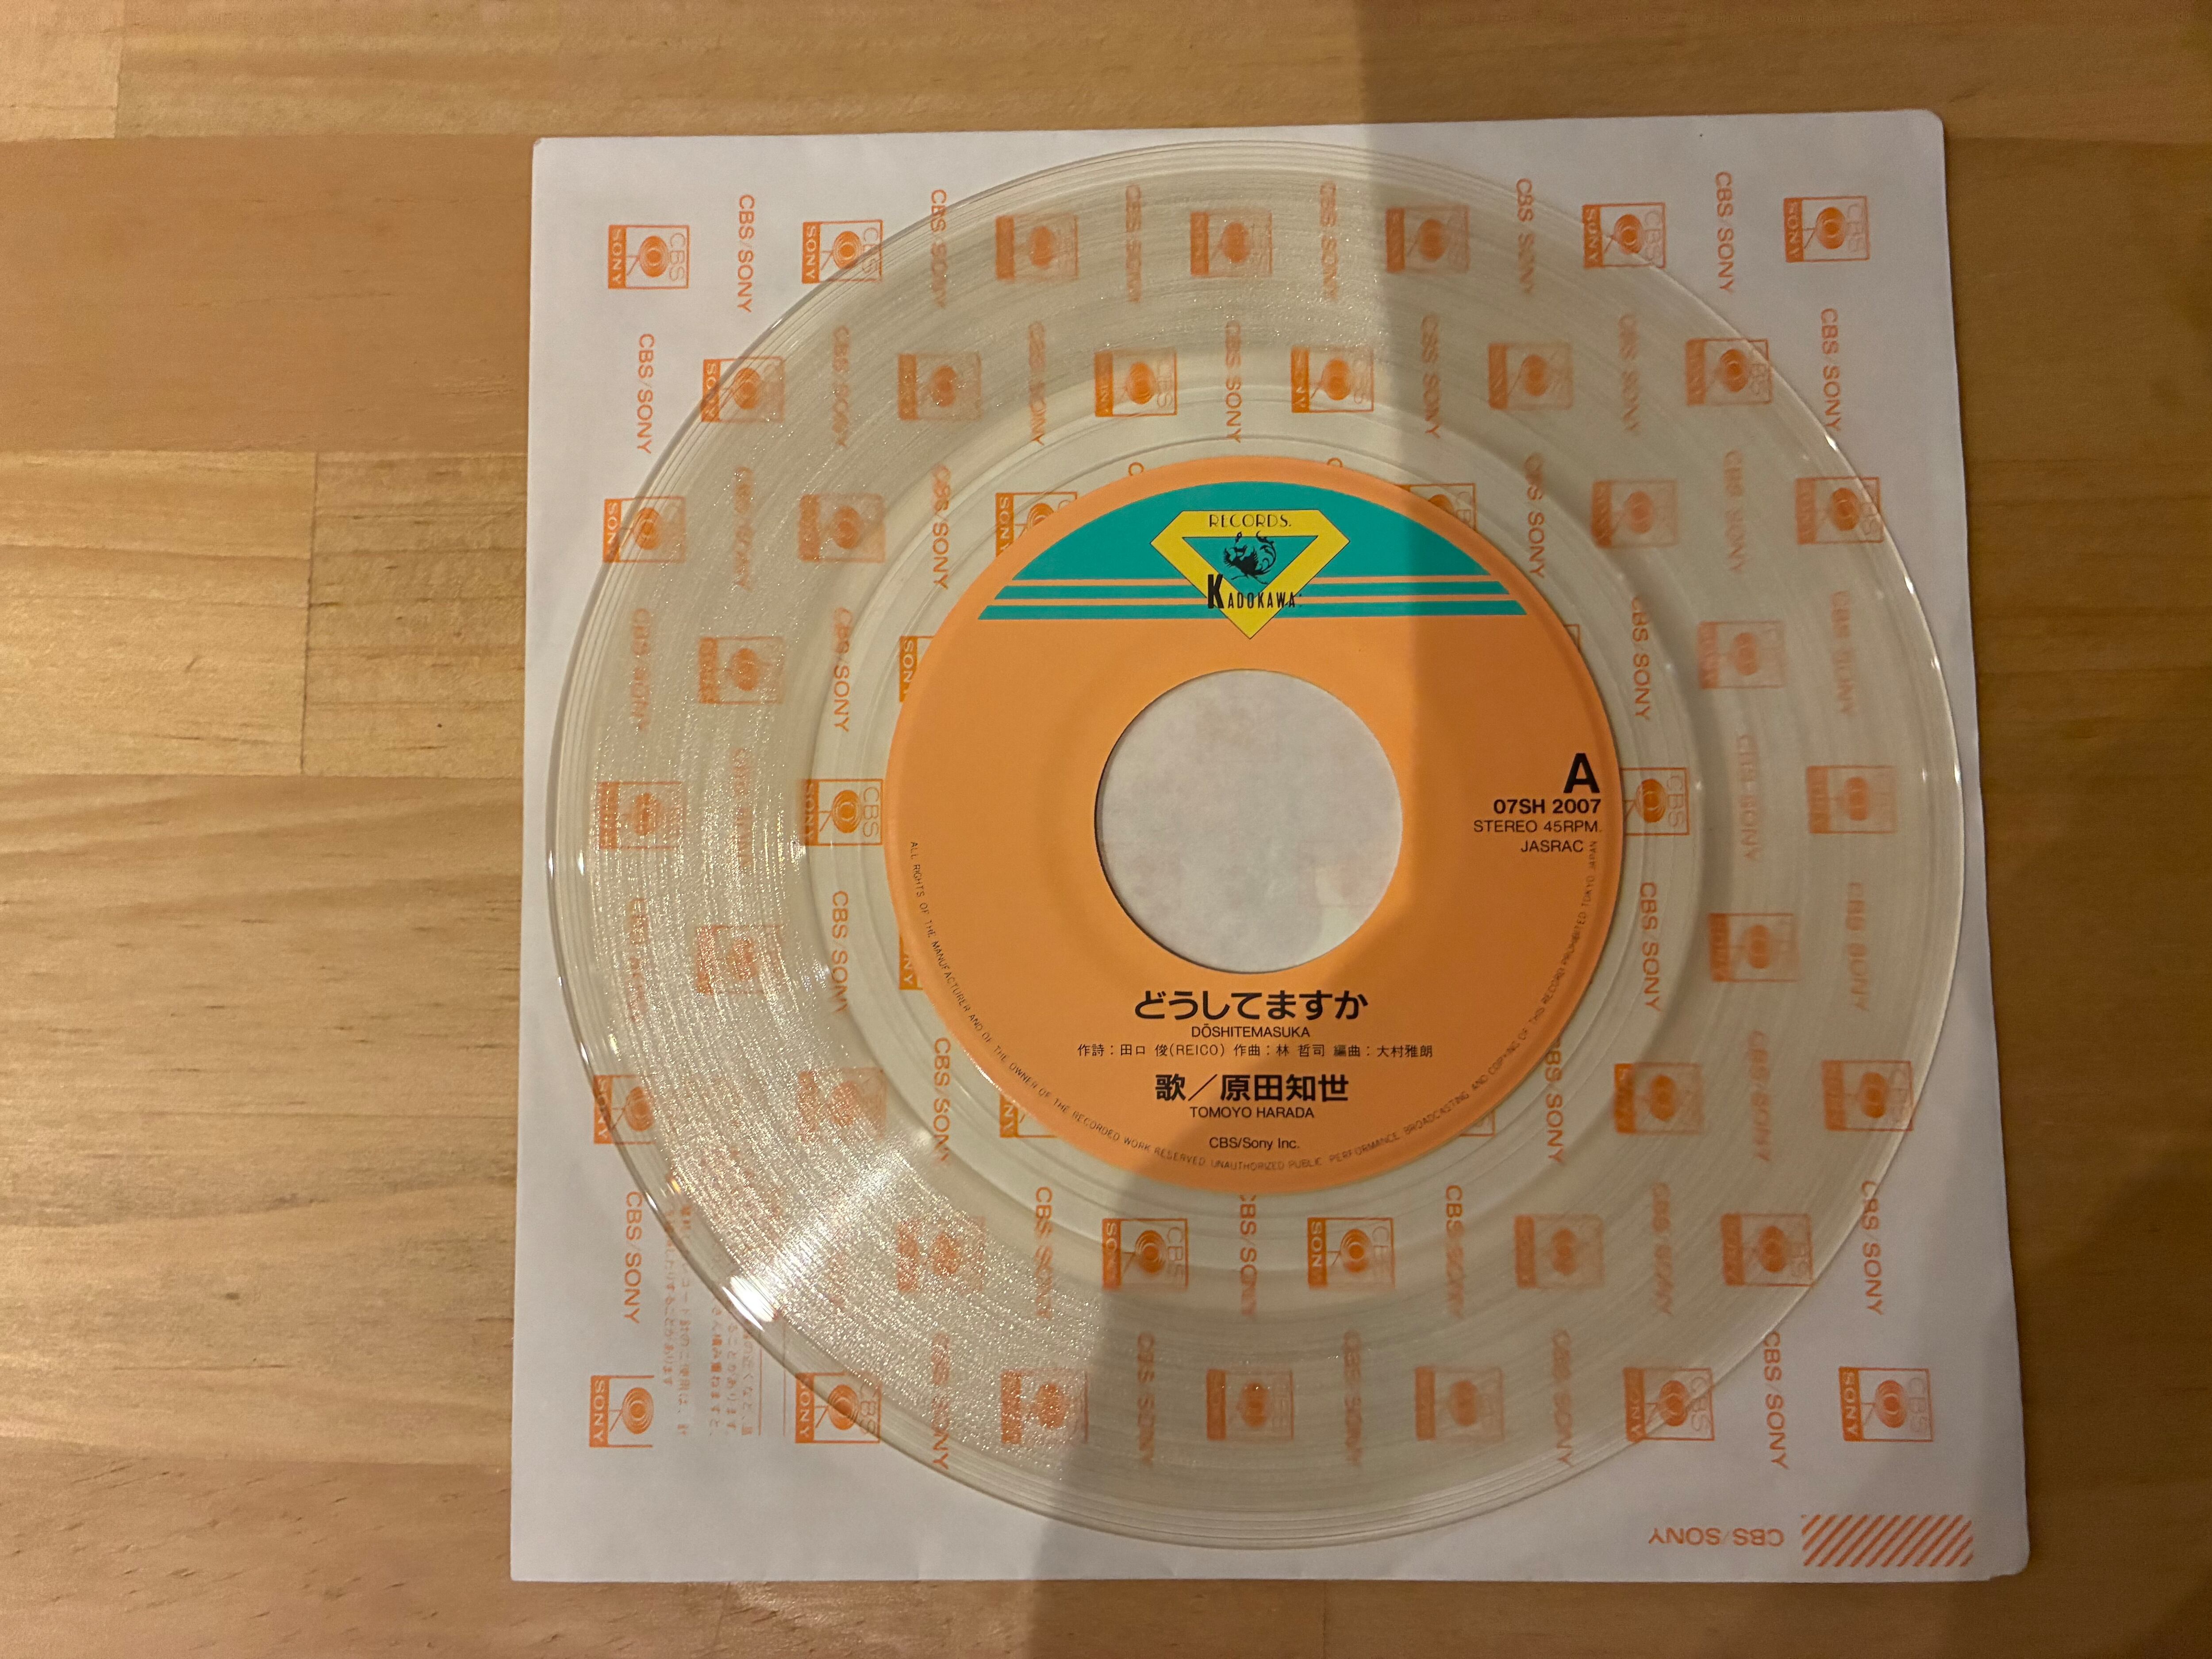 RECORDS.
KADOKAWA
A
07SH 2007
STEREO 45RPM.
JASRAC
どうしてますか
DŌSHITEMASUKA
作詩：田口 俊(REICO) 作曲：林 哲司 編曲：大村雅朗
歌／原田知世
TOMOYO HARADA
CBS/Sony Inc.
ALL RIGHTS OF THE MANUFACTURER AND OF THE OWNER OF THE RECORDED WORK RESERVED UNAUTHORIZED PUBLIC PERFORMANCE BROADCASTING AND COPYING OF THIS RECORD PROHIBITED TOKYO, JAPAN
CBS/SONY
CBS SONY
CBS/SONY